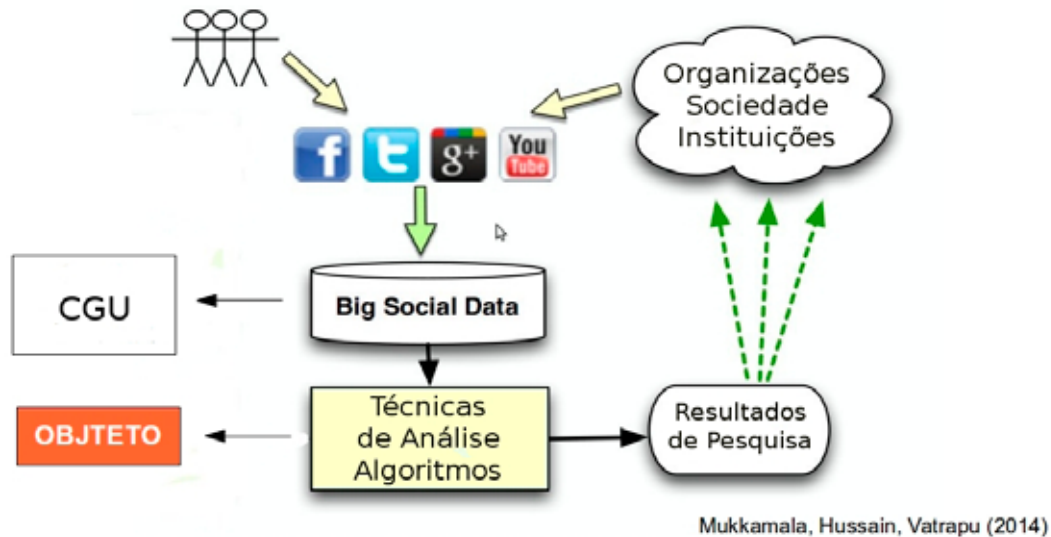 Organizações
Sociedade
Instituições
f
t
g+
You
Tube
Big Social Data
CGU
Técnicas
de Análise
Algoritmos
OBJTETO
Resultados
de Pesquisa
Mukkamala, Hussain, Vatrapu (2014)